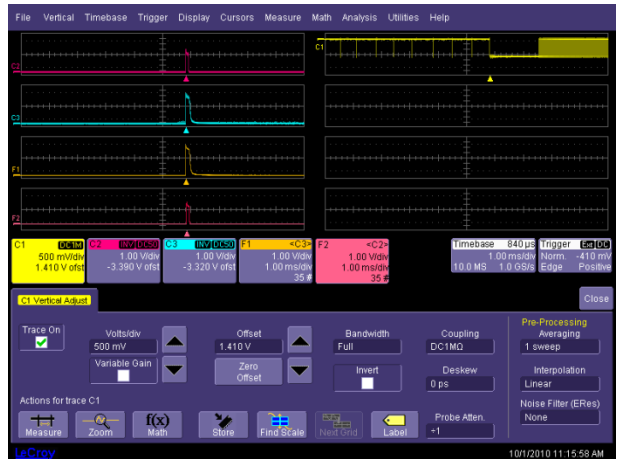 File Vertical Timebase Trigger Display Cursors Measure Math Analysis Utilities Help
C1
C2
C3
F1
F2
C1 DC1M
500 mV/div
1.410 V ofst
C2 INV DC50
1.00 V/div
-3.390 V ofst
C3 INV DC50
1.00 V/div
-3.320 V ofst
F1 <C3>
1.00 V/div
1.00 ms/div
35 #
F2 <C2>
1.00 V/div
1.00 ms/div
35 #
Timebase 840 µs
1.00 ms/div
10.0 MS 1.0 GS/s
Trigger Ext DC
Norm. -410 mV
Edge Positive
C1 Vertical Adjust
Close
Trace On
Volts/div
500 mV
Variable Gain
Offset
1.410 V
Zero
Offset
Bandwidth
Full
Invert
Coupling
DC1MΩ
Deskew
0 ps
Probe Atten.
÷1
Pre-Processing
Averaging
1 sweep
Interpolation
Linear
Noise Filter (ERes)
None
Actions for trace C1
Measure
Zoom
f(x)
Math
Store
Find Scale
Next Grid
Label
LeCroy
10/1/2010 11:15:58 AM